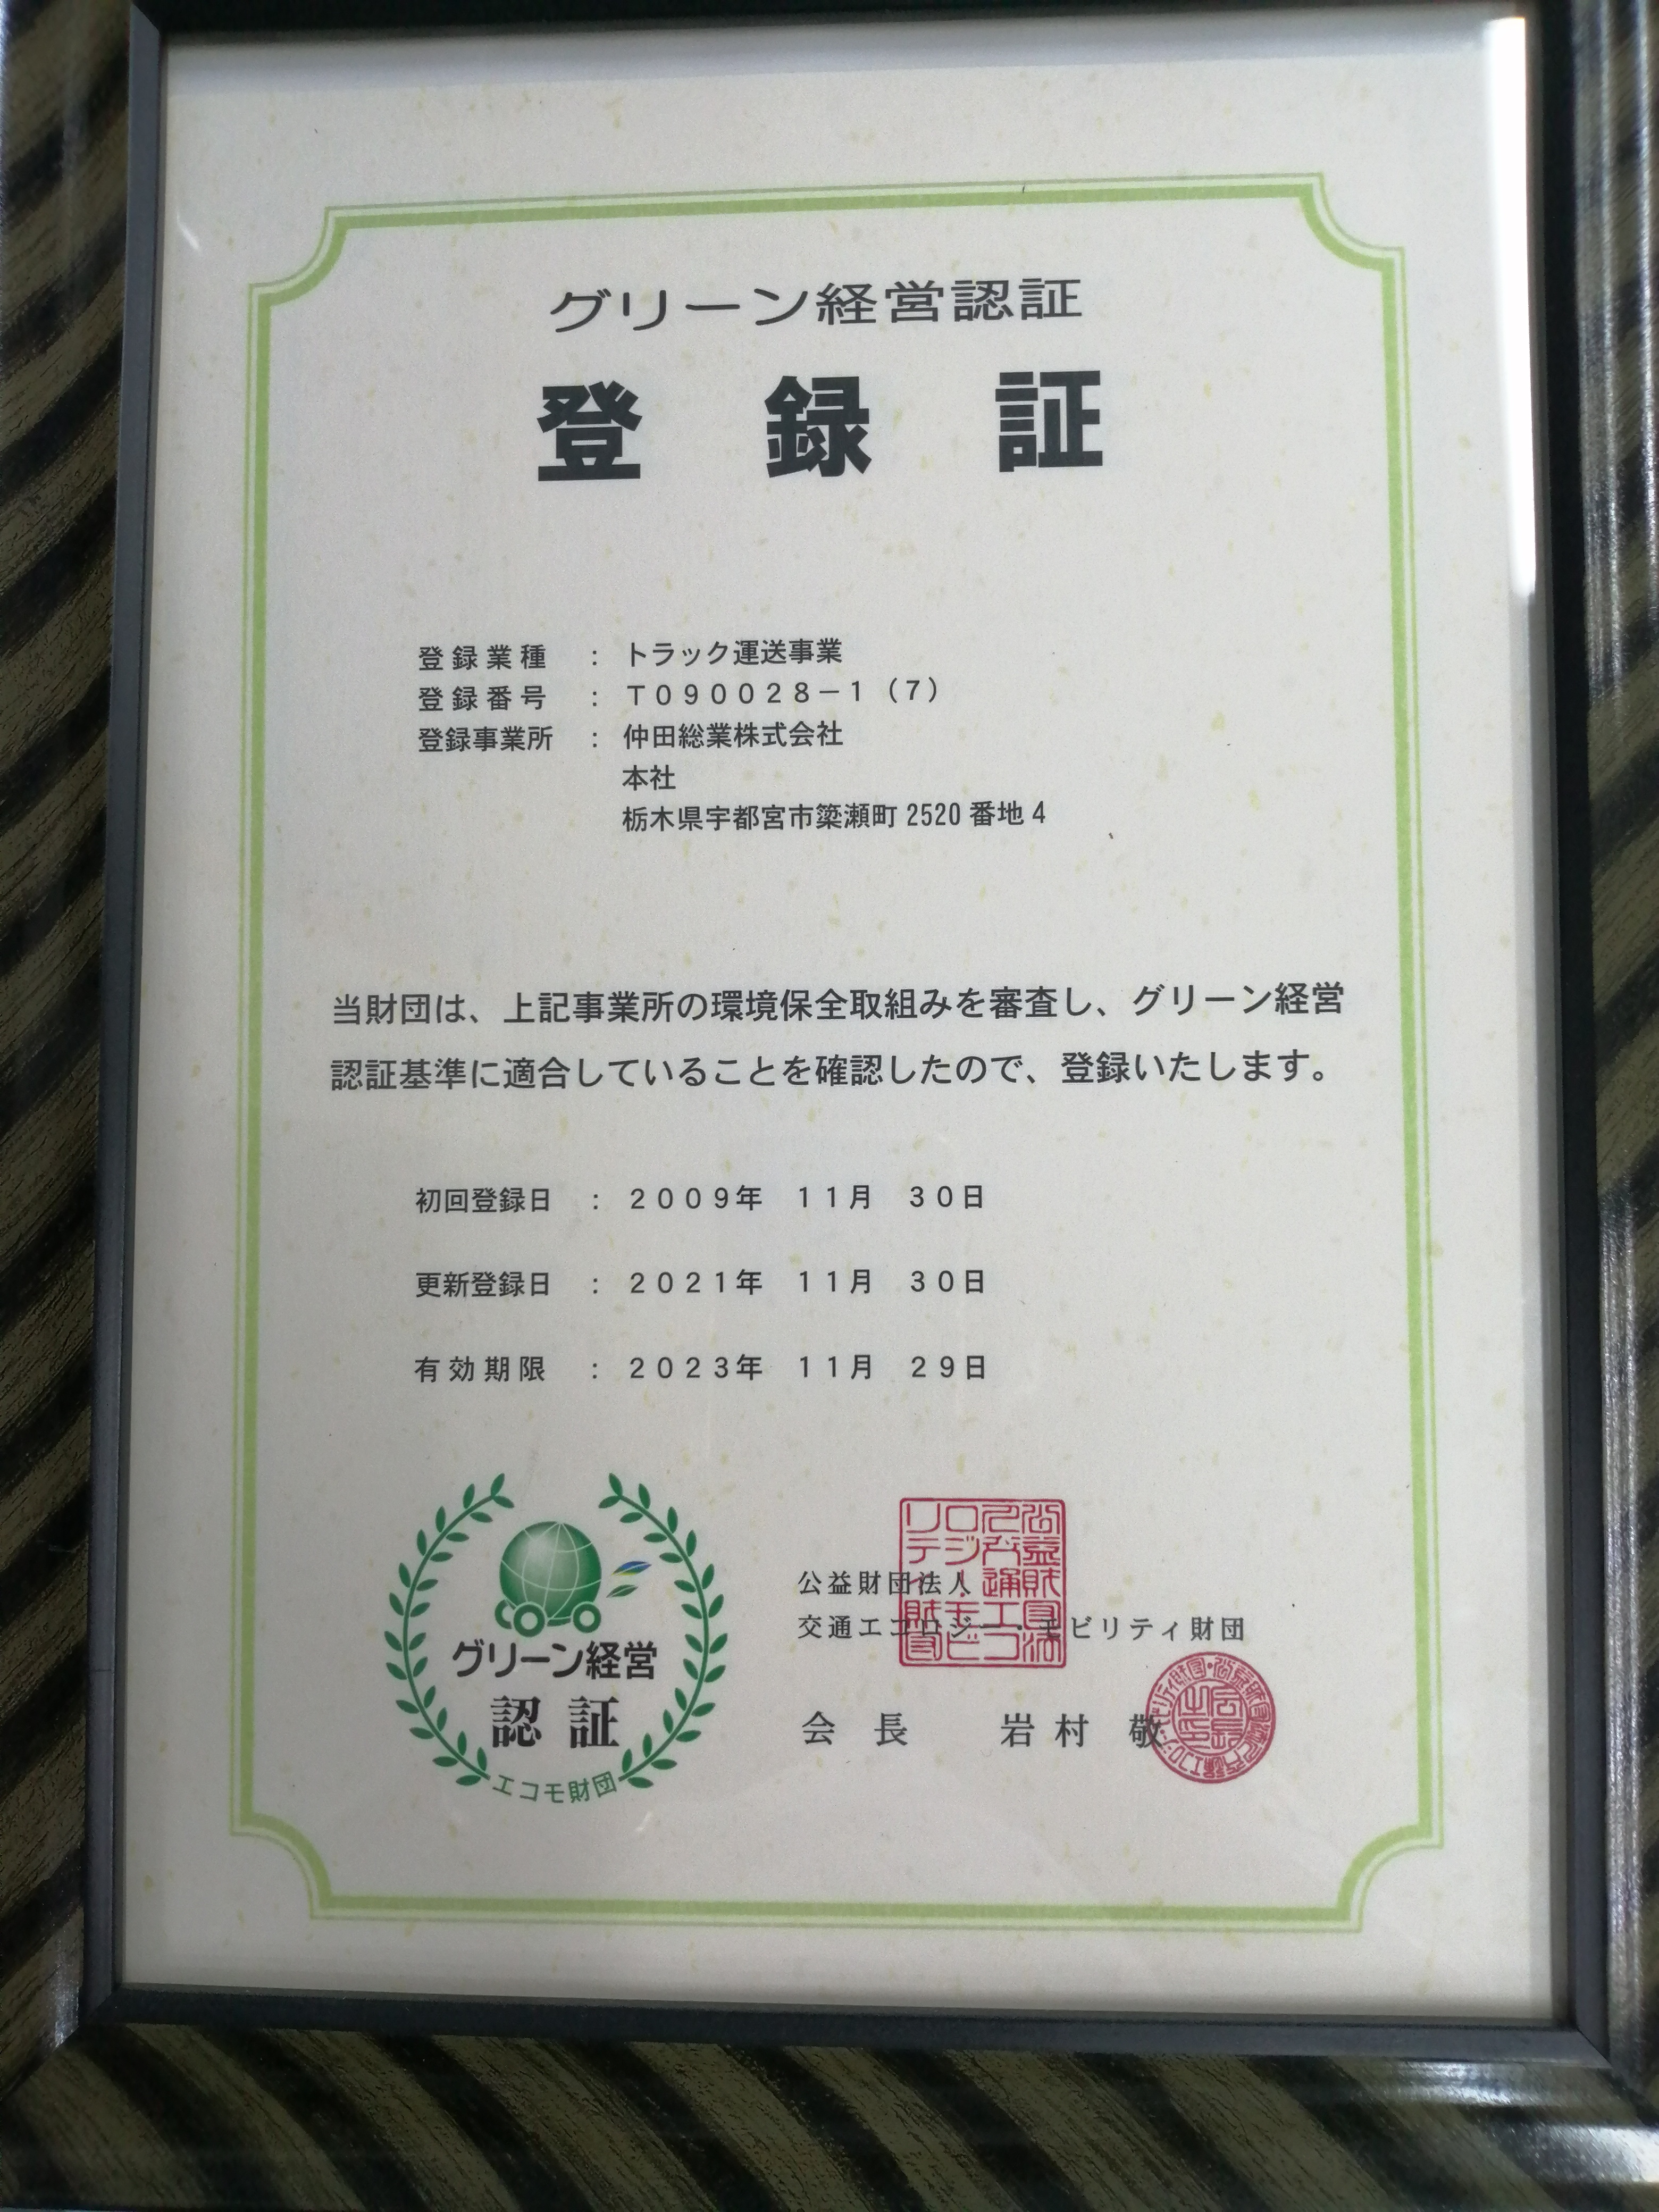 グリーン経営認証
登録証
登録業種 : トラック運送事業
登録番号 : T090028－1（7）
登録事業所 : 仲田総業株式会社
本社
栃木県宇都宮市簗瀬町 2520 番地 4
当財団は、上記事業所の環境保全取組みを審査し、グリーン経営
認証基準に適合していることを確認したので、登録いたします。
初回登録日 : 2009年 11月 30日
更新登録日 : 2021年 11月 30日
有効期限 : 2023年 11月 29日
グリーン経営
認証
エコモ財団
公益財団法人
交通エコロジー・モビリティ財団
会長 岩村 敬